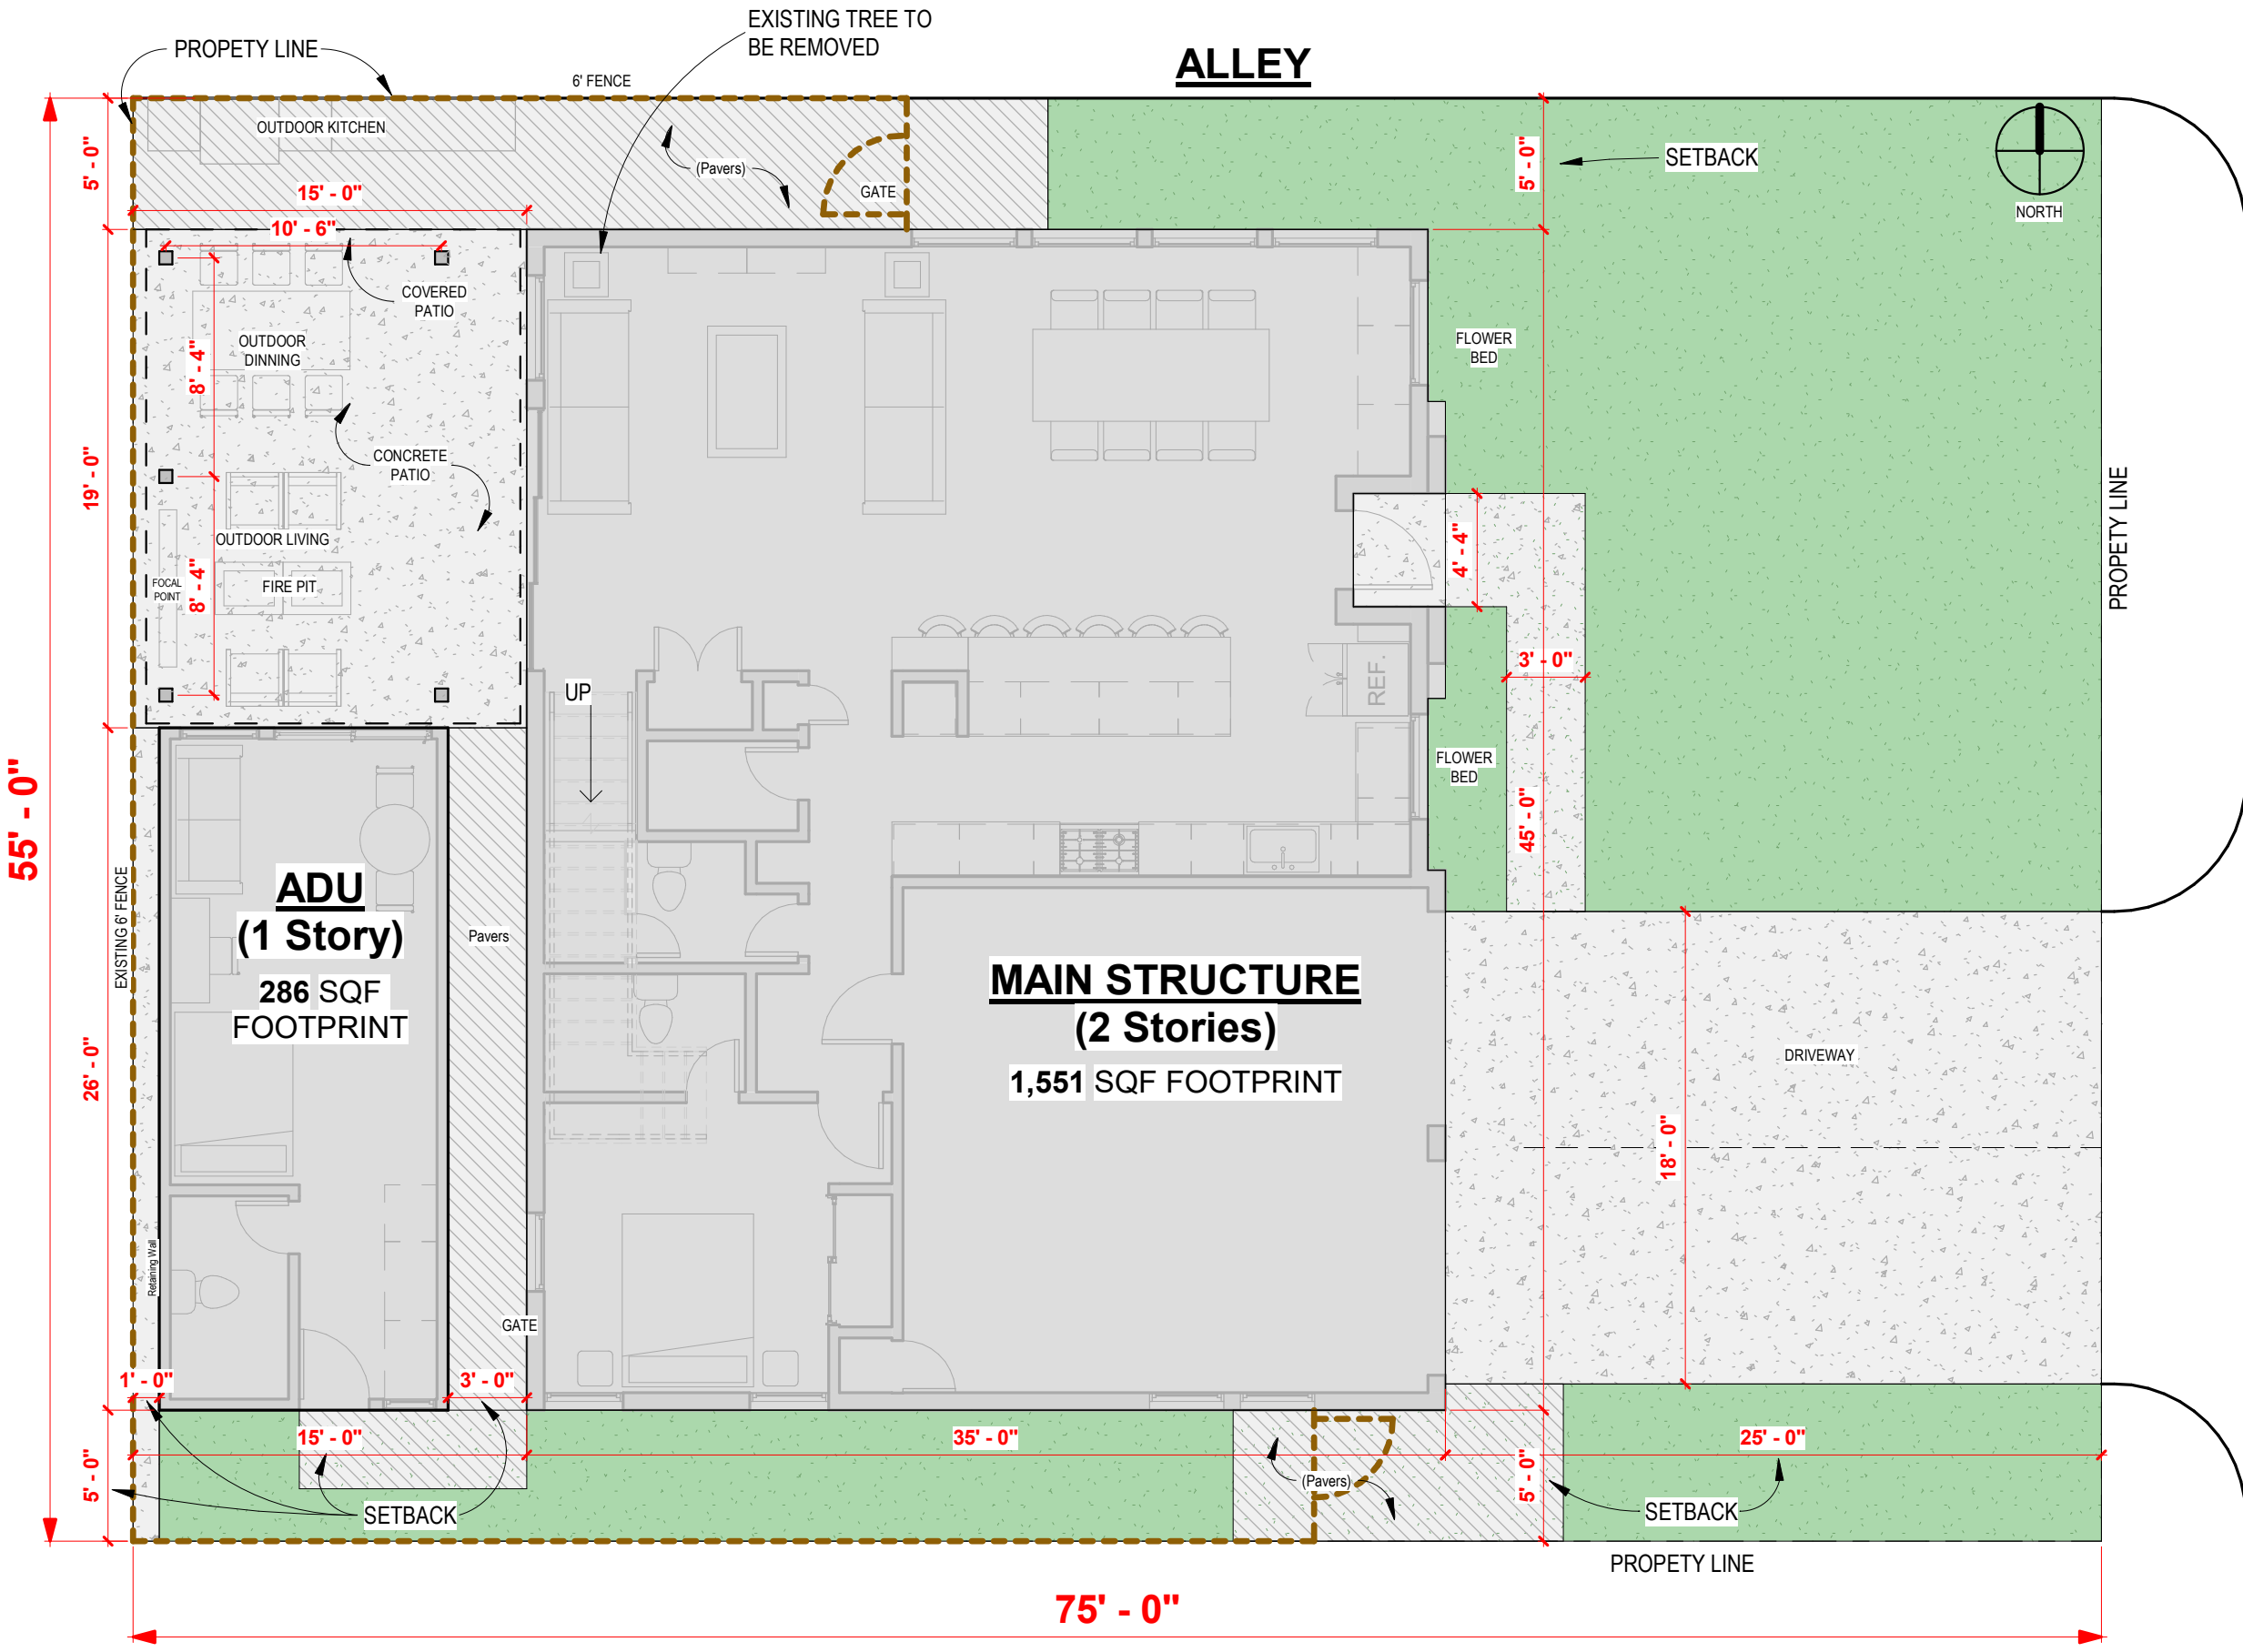 EXISTING TREE TO
BE REMOVED
PROPETY LINE
ALLEY
6' FENCE
OUTDOOR KITCHEN
5' - 0"
15' - 0"
(Pavers)
GATE
5' - 0"
SETBACK
NORTH
10' - 6"
COVERED
PATIO
OUTDOOR
DINNING
8' - 4"
FLOWER
BED
CONCRETE
PATIO
19' - 0"
OUTDOOR LIVING
4' - 4"
PROPETY LINE
FOCAL
POINT
8' - 4"
FIRE PIT
UP
REF.
3' - 0"
FLOWER
BED
55' - 0"
45' - 0"
ADU
(1 Story)
286 SQF
FOOTPRINT
EXISTING 6' FENCE
Pavers
MAIN STRUCTURE
(2 Stories)
1,551 SQF FOOTPRINT
DRIVEWAY
26' - 0"
18' - 0"
Retaining Wall
GATE
1' - 0"
3' - 0"
15' - 0"
35' - 0"
25' - 0"
5' - 0"
(Pavers)
5' - 0"
SETBACK
SETBACK
PROPETY LINE
75' - 0"